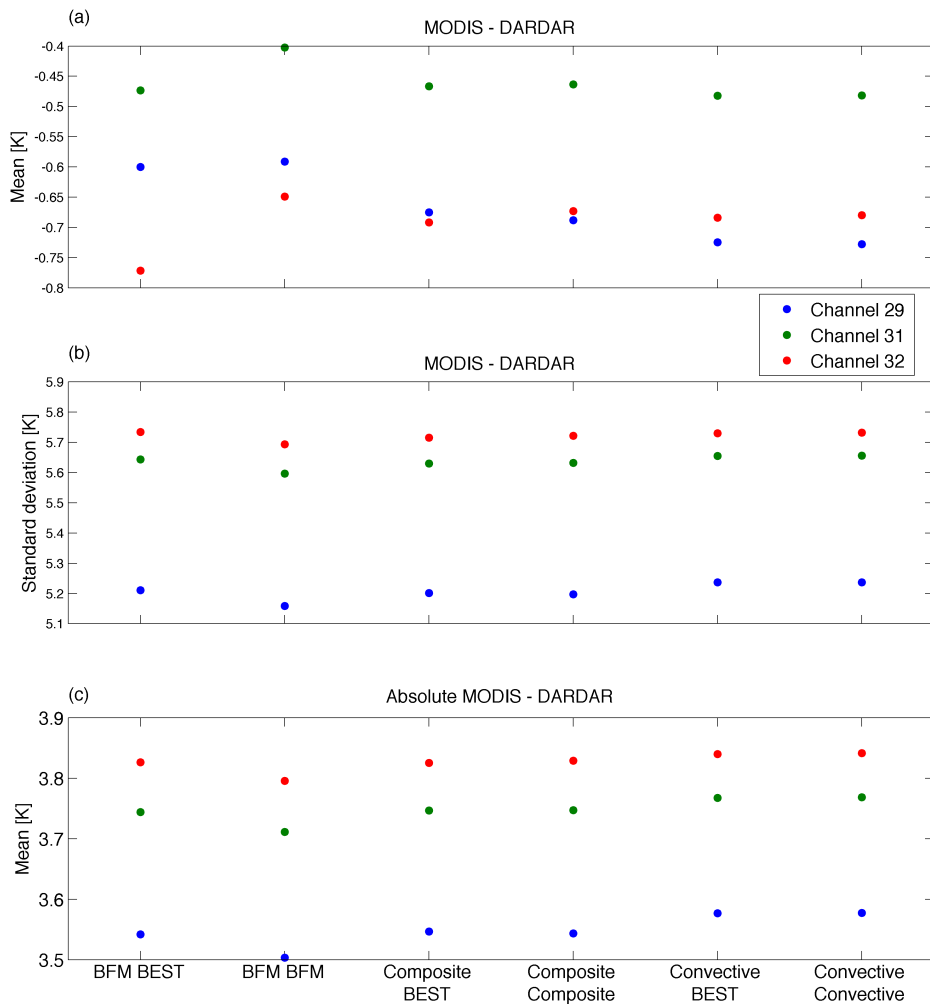 (a)
MODIS - DARDAR
-0.4
-0.45
-0.5
-0.55
-0.6
-0.65
-0.7
-0.75
-0.8
Mean [K]
Channel 29
Channel 31
Channel 32
(b)
MODIS - DARDAR
5.9
5.8
5.7
5.6
5.5
5.4
5.3
5.2
5.1
Standard deviation [K]
(c)
Absolute MODIS - DARDAR
3.9
3.8
3.7
3.6
3.5
Mean [K]
BFM BEST
BFM BFM
Composite
BEST
Composite
Composite
Convective
BEST
Convective
Convective